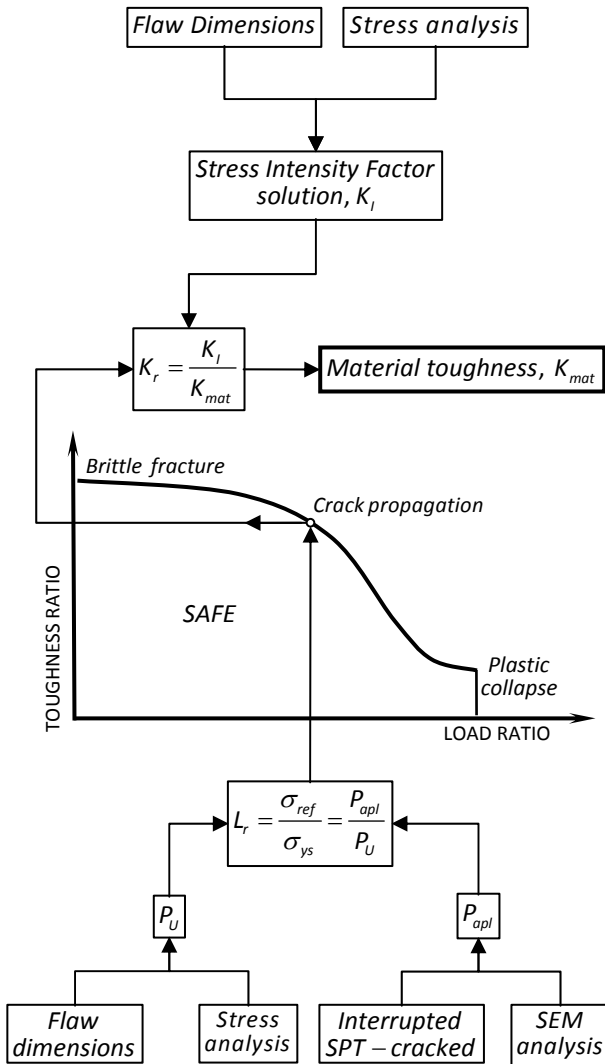 Flaw Dimensions
Stress analysis
Stress Intensity Factor
solution, K_I
K_r = K_I / K_mat
Material toughness, K_mat
Brittle fracture
Crack propagation
SAFE
Plastic
collapse
TOUGHNESS RATIO
LOAD RATIO
L_r = σ_ref / σ_ys = P_apl / P_U
P_U
P_apl
Flaw
dimensions
Stress
analysis
Interrupted
SPT – cracked
SEM
analysis